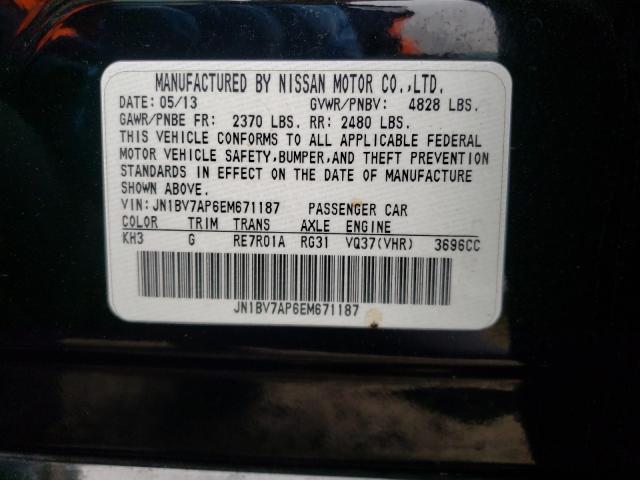 MANUFACTURED BY NISSAN MOTOR CO.,LTD.
DATE: 05/13 GVWR/PNBV: 4828 LBS.
GAWR/PNBE FR: 2370 LBS. RR: 2480 LBS.
THIS VEHICLE CONFORMS TO ALL APPLICABLE FEDERAL
MOTOR VEHICLE SAFETY,BUMPER,AND THEFT PREVENTION
STANDARDS IN EFFECT ON THE DATE OF MANUFACTURE
SHOWN ABOVE.
VIN: JN1BV7AP6EM671187 PASSENGER CAR
COLOR TRIM TRANS AXLE ENGINE
KH3 G RE7R01A RG31 VQ37(VHR) 3696CC
JN1BV7AP6EM671187